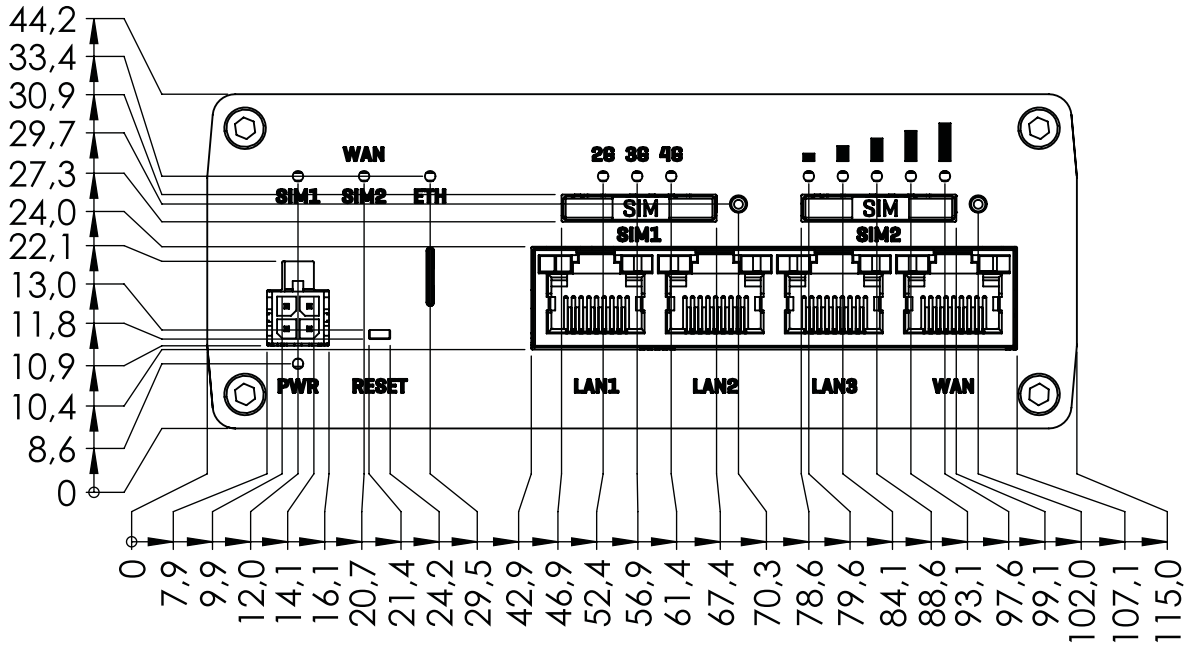 44,2
33,4
30,9
29,7
27,3
24,0
22,1
13,0
11,8
10,9
10,4
8,6
0
WAN
SIM1 SIM2 ETH
2G 3G 4G
SIM SIM
SIM1 SIM2
PWR RESET LAN1 LAN2 LAN3 WAN
0 7,9 9,9 12,0 14,1 16,1 20,7 21,4 24,2 29,5 42,9 46,9 52,4 56,9 61,4 67,4 70,3 78,6 79,6 84,1 88,6 93,1 97,6 99,1 102,0 107,1 115,0